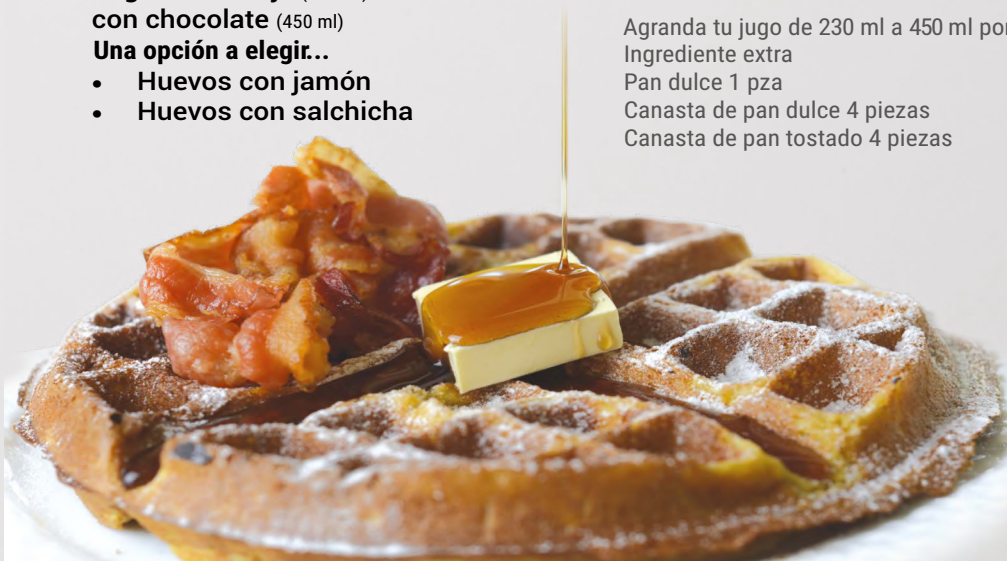 con chocolate (450 ml)
Una opción a elegir...
• Huevos con jamón
• Huevos con salchicha
Agranda tu jugo de 230 ml a 450 ml por
Ingrediente extra
Pan dulce 1 pza
Canasta de pan dulce 4 piezas
Canasta de pan tostado 4 piezas